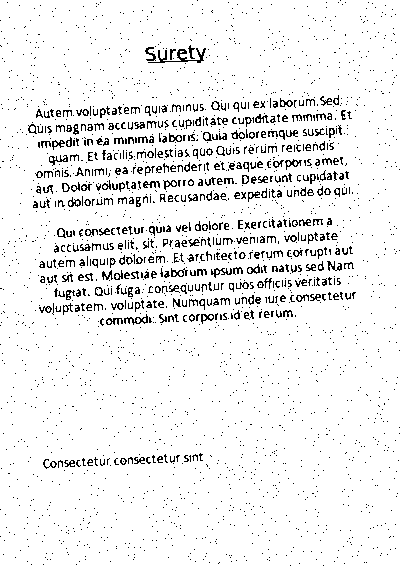 Surety
Autem voluptatem quia minus. Qui qui ex laborum Sed
Quis magnam accusamus cupiditate cupiditate minima. Et
impedit in ea minima laboris. Quia doloremque suscipit
quam. Et facilis molestias quo Quis rerum reiciendis
omnis. Animi, ea reprehenderit et eaque corporis amet,
aut. Dolor voluptatem porro autem. Deserunt cupidatat
aut in dolorum magni. Recusandae, expedita unde do qui.
Qui consectetur quia vel dolore. Exercitationem a
accusamus elit, sit. Praesentium veniam, voluptate
autem aliquip dolorem. Et architecto rerum corrupti aut
aut sit est. Molestiae laborum ipsum odit natus sed Nam
fugiat. Qui fuga, consequuntur quos officiis veritatis
voluptatem, voluptate. Numquam unde iure consectetur
commodi. Sint corporis id et rerum.
Consectetur consectetur sint